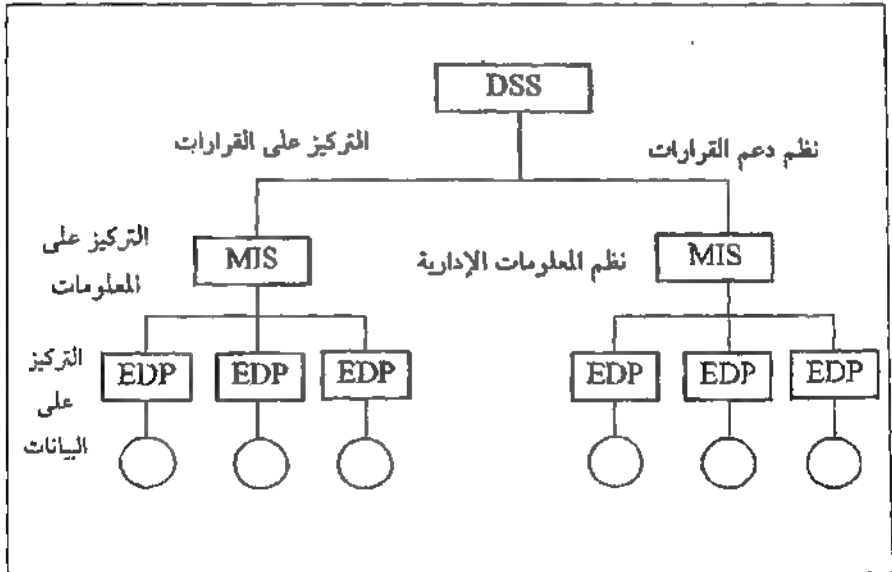 DSS
نظم دعم القرارات
التركيز على القرارات
MIS
نظم المعلومات الإدارية
MIS
التركيز على
المعلومات
EDP EDP EDP
EDP EDP EDP
التركيز
على
البيانات